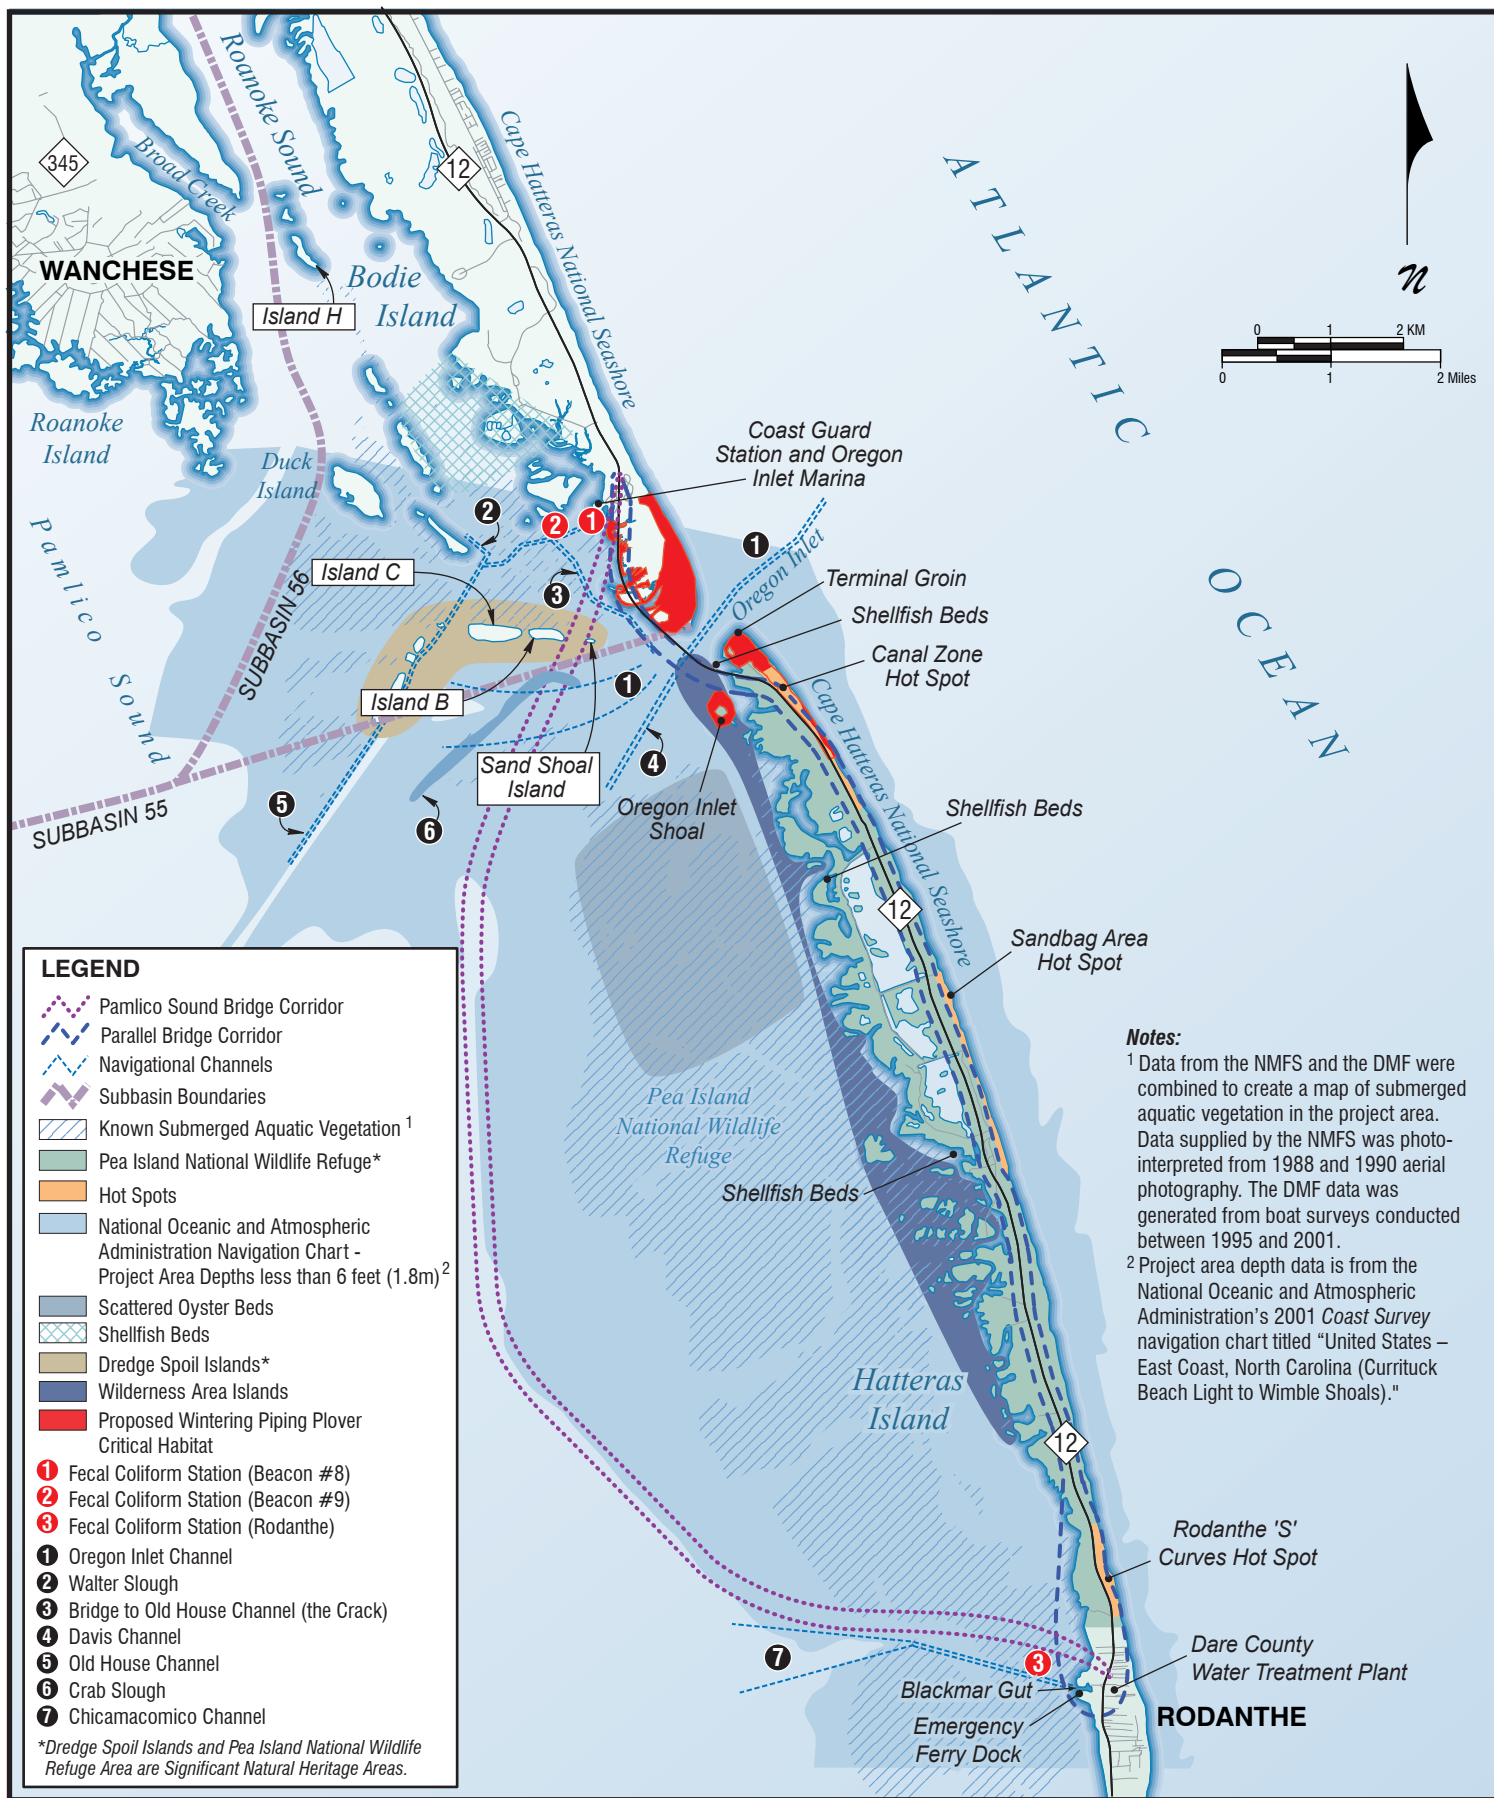 Roanoke Sound
Broad Creek
345
12
Cape Hatteras National Seashore
ATLANTIC
OCEAN
N
0 1 2 KM
0 1 2 Miles
WANCHESE
Bodie
Island
Island H
Roanoke
Island
Duck
Island
Pamlico Sound
Coast Guard
Station and Oregon
Inlet Marina
2
2
1
1
Oregon Inlet
Island C
3
Terminal Groin
Shellfish Beds
Canal Zone
Hot Spot
SUBBASIN 56
Island B
1
Cape Hatteras National Seashore
Sand Shoal
Island
4
Oregon Inlet
Shoal
5
6
SUBBASIN 55
Shellfish Beds
12
Sandbag Area
Hot Spot
Pea Island
National Wildlife
Refuge
Shellfish Beds
Hatteras
Island
12
Rodanthe 'S'
Curves Hot Spot
7
3
Dare County
Water Treatment Plant
Blackmar Gut
Emergency
Ferry Dock
RODANTHE
Notes:
1 Data from the NMFS and the DMF were
combined to create a map of submerged
aquatic vegetation in the project area.
Data supplied by the NMFS was photo-
interpreted from 1988 and 1990 aerial
photography. The DMF data was
generated from boat surveys conducted
between 1995 and 2001.
2 Project area depth data is from the
National Oceanic and Atmospheric
Administration's 2001 Coast Survey
navigation chart titled “United States –
East Coast, North Carolina (Currituck
Beach Light to Wimble Shoals)."
LEGEND
Pamlico Sound Bridge Corridor
Parallel Bridge Corridor
Navigational Channels
Subbasin Boundaries
Known Submerged Aquatic Vegetation 1
Pea Island National Wildlife Refuge*
Hot Spots
National Oceanic and Atmospheric
Administration Navigation Chart -
Project Area Depths less than 6 feet (1.8m) 2
Scattered Oyster Beds
Shellfish Beds
Dredge Spoil Islands*
Wilderness Area Islands
Proposed Wintering Piping Plover
Critical Habitat
1 Fecal Coliform Station (Beacon #8)
2 Fecal Coliform Station (Beacon #9)
3 Fecal Coliform Station (Rodanthe)
1 Oregon Inlet Channel
2 Walter Slough
3 Bridge to Old House Channel (the Crack)
4 Davis Channel
5 Old House Channel
6 Crab Slough
7 Chicamacomico Channel
*Dredge Spoil Islands and Pea Island National Wildlife
Refuge Area are Significant Natural Heritage Areas.